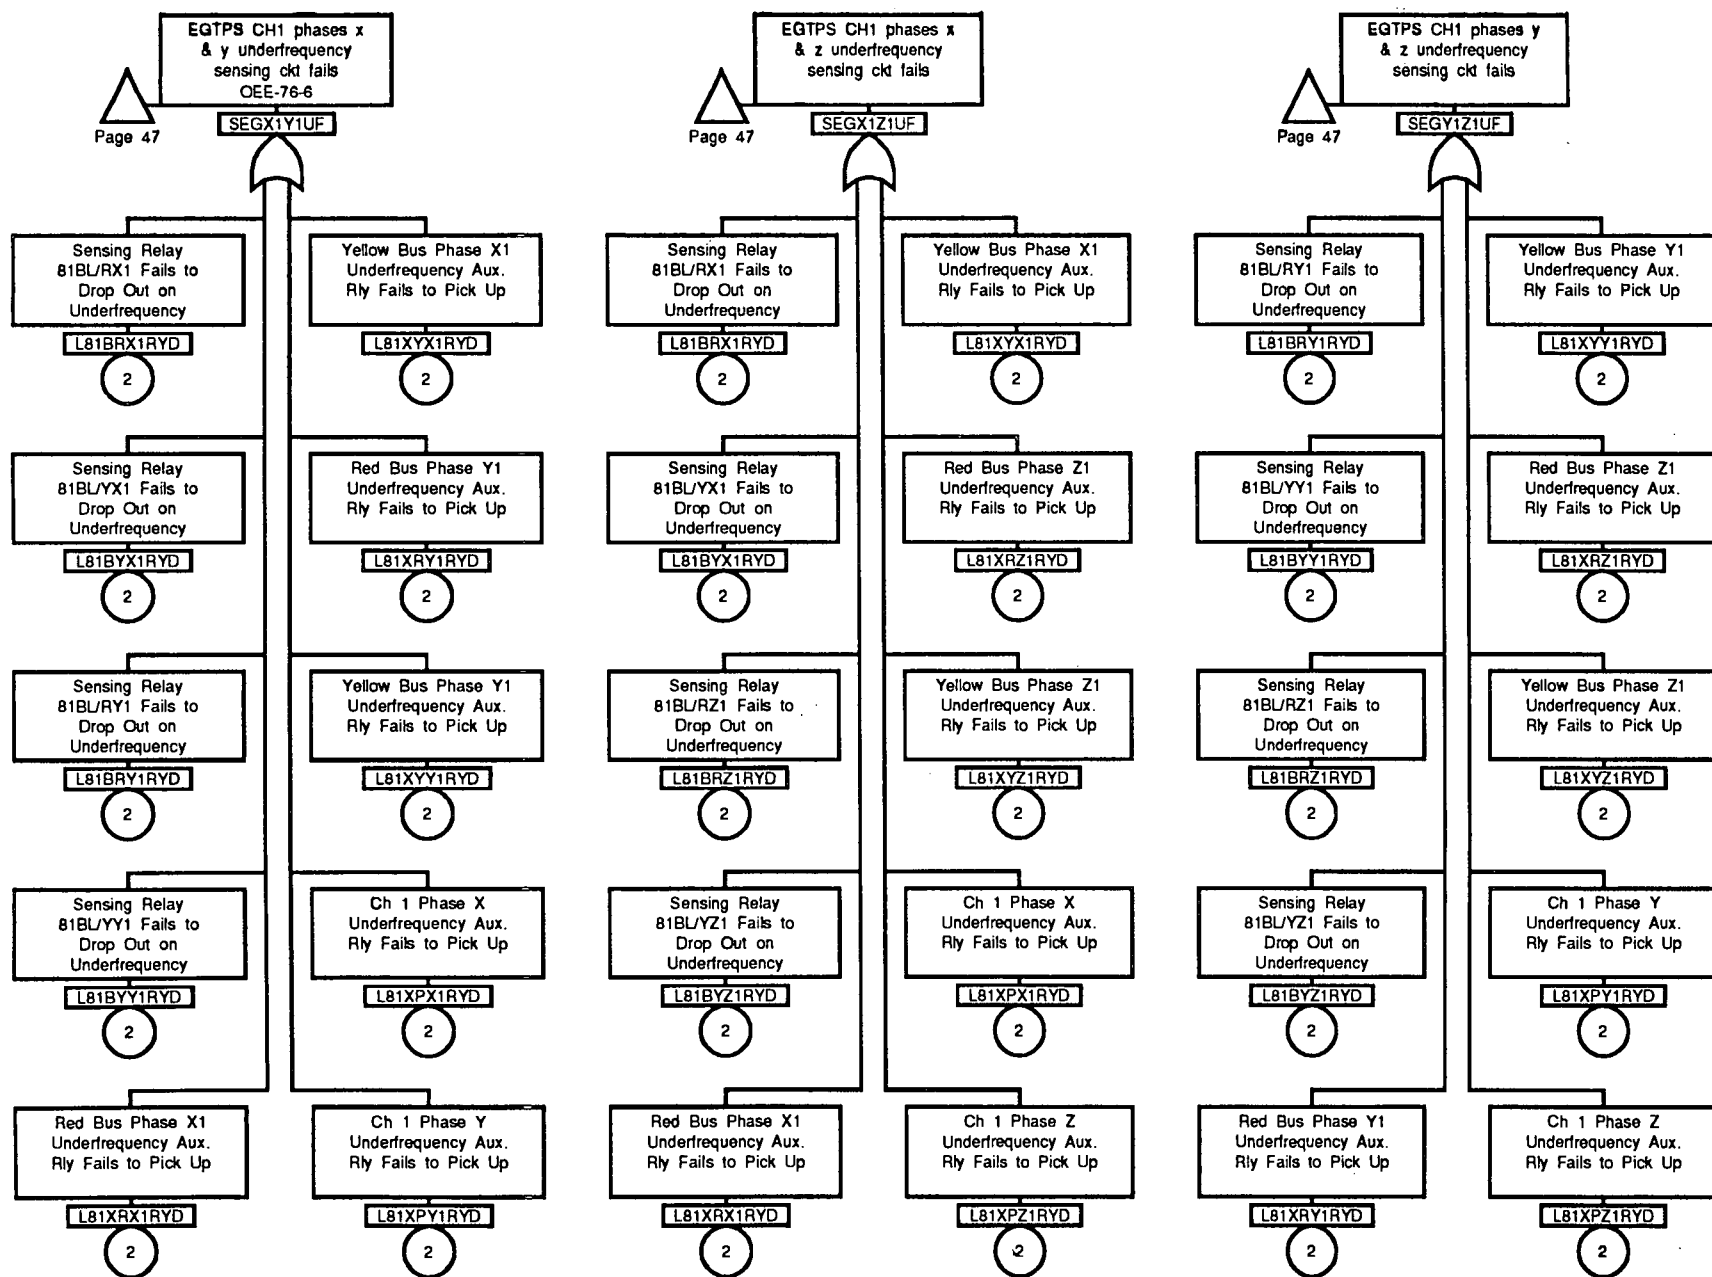 EGTPS CH1 phases x
& y underfrequency
sensing ckt fails
OEE-76-6
Page 47
SEGX1Y1UF
EGTPS CH1 phases x
& z underfrequency
sensing ckt fails
Page 47
SEGX1Z1UF
EGTPS CH1 phases y
& z underfrequency
sensing ckt fails
Page 47
SEGY1Z1UF
Sensing Relay
81BL/RX1 Fails to
Drop Out on
Underfrequency
L81BRX1RYD
2
Yellow Bus Phase X1
Underfrequency Aux.
Rly Fails to Pick Up
L81XYX1RYD
2
Sensing Relay
81BL/RX1 Fails to
Drop Out on
Underfrequency
L81BRX1RYD
2
Yellow Bus Phase X1
Underfrequency Aux.
Rly Fails to Pick Up
L81XYX1RYD
2
Sensing Relay
81BL/RY1 Fails to
Drop Out on
Underfrequency
L81BRY1RYD
2
Yellow Bus Phase Y1
Underfrequency Aux.
Rly Fails to Pick Up
L81XYY1RYD
2
Sensing Relay
81BL/YX1 Fails to
Drop Out on
Underfrequency
L81BYX1RYD
2
Red Bus Phase Y1
Underfrequency Aux.
Rly Fails to Pick Up
L81XRY1RYD
2
Sensing Relay
81BL/YX1 Fails to
Drop Out on
Underfrequency
L81BYX1RYD
2
Red Bus Phase Z1
Underfrequency Aux.
Rly Fails to Pick Up
L81XRZ1RYD
2
Sensing Relay
81BL/YY1 Fails to
Drop Out on
Underfrequency
L81BYY1RYD
2
Red Bus Phase Z1
Underfrequency Aux.
Rly Fails to Pick Up
L81XRZ1RYD
2
Sensing Relay
81BL/RY1 Fails to
Drop Out on
Underfrequency
L81BRY1RYD
2
Yellow Bus Phase Y1
Underfrequency Aux.
Rly Fails to Pick Up
L81XYY1RYD
2
Sensing Relay
81BL/RZ1 Fails to
Drop Out on
Underfrequency
L81BRZ1RYD
2
Yellow Bus Phase Z1
Underfrequency Aux.
Rly Fails to Pick Up
L81XYZ1RYD
2
Sensing Relay
81BL/RZ1 Fails to
Drop Out on
Underfrequency
L81BRZ1RYD
2
Yellow Bus Phase Z1
Underfrequency Aux.
Rly Fails to Pick Up
L81XYZ1RYD
2
Sensing Relay
81BL/YY1 Fails to
Drop Out on
Underfrequency
L81BYY1RYD
2
Ch 1 Phase X
Underfrequency Aux.
Rly Fails to Pick Up
L81XPX1RYD
2
Sensing Relay
81BL/YZ1 Fails to
Drop Out on
Underfrequency
L81BYZ1RYD
2
Ch 1 Phase X
Underfrequency Aux.
Rly Fails to Pick Up
L81XPX1RYD
2
Sensing Relay
81BL/YZ1 Fails to
Drop Out on
Underfrequency
L81BYZ1RYD
2
Ch 1 Phase Y
Underfrequency Aux.
Rly Fails to Pick Up
L81XPY1RYD
2
Red Bus Phase X1
Underfrequency Aux.
Rly Fails to Pick Up
L81XRX1RYD
2
Ch 1 Phase Y
Underfrequency Aux.
Rly Fails to Pick Up
L81XPY1RYD
2
Red Bus Phase X1
Underfrequency Aux.
Rly Fails to Pick Up
L81XRX1RYD
2
Ch 1 Phase Z
Underfrequency Aux.
Rly Fails to Pick Up
L81XPZ1RYD
2
Red Bus Phase Y1
Underfrequency Aux.
Rly Fails to Pick Up
L81XRY1RYD
2
Ch 1 Phase Z
Underfrequency Aux.
Rly Fails to Pick Up
L81XPZ1RYD
2